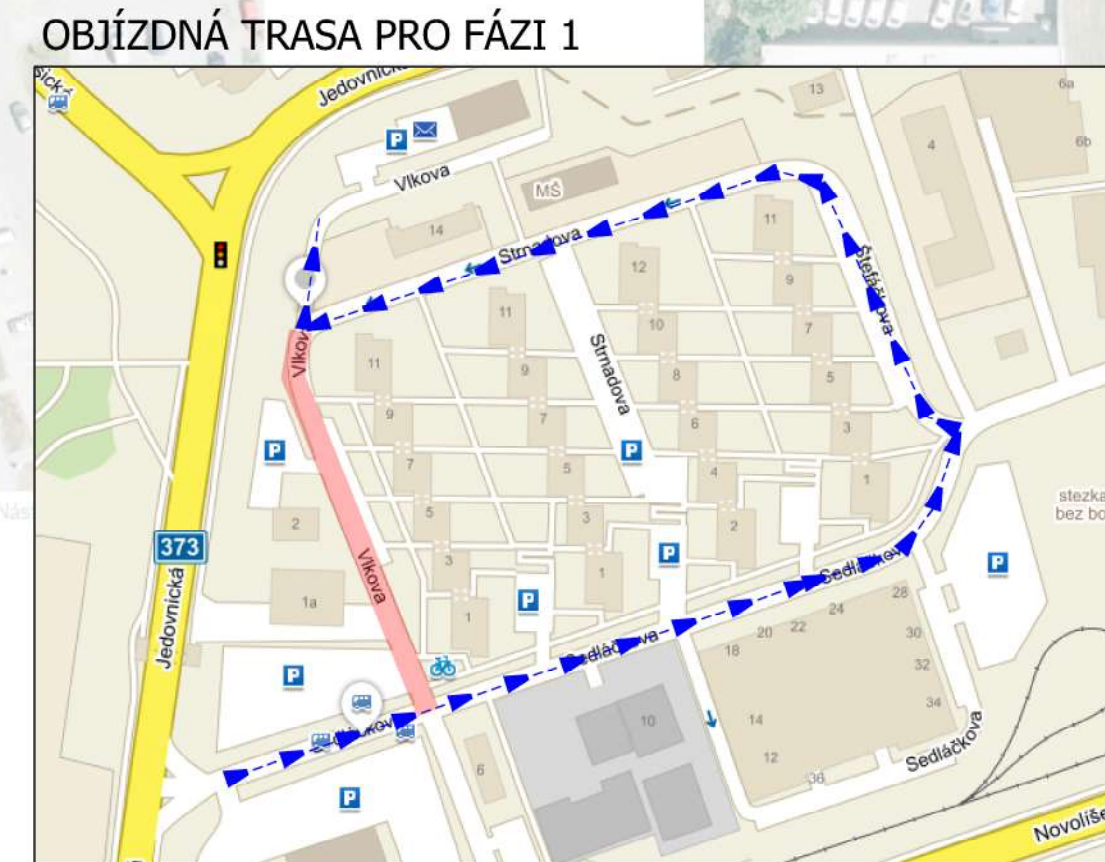 OBJÍZDNÁ TRASA PRO FÁZI 1
Jedovnická
13
6a
6b
4
Vlkova
MŠ
14
Strnadova
11
9
7
5
3
1
Štefáčkova
12
10
8
6
4
2
Strnadova
11
9
7
5
3
1
Vlkova
11
9
7
5
3
1
2
1a
Vlkova
373
Jedovnická
stezka
bez bo
Sedláčkova
Sedláčkova
Sedláčkova
18
20
22
24
28
30
32
34
14
12
36
10
6
Sedláčkova
Novolíše
P
P
P
P
P
P
P
P
Nás